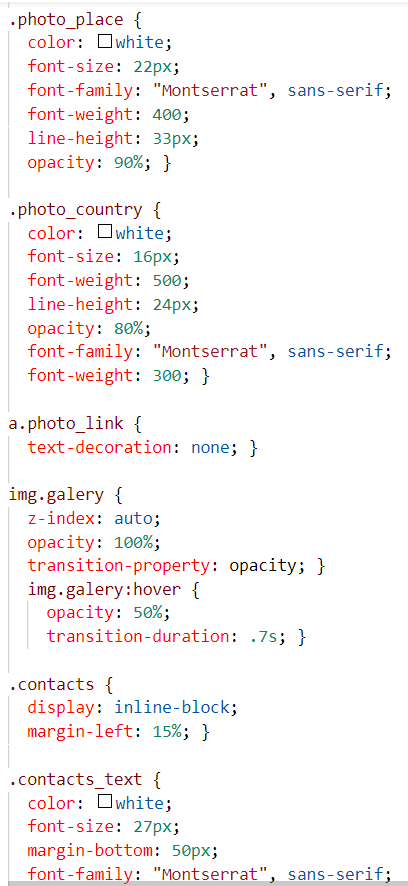 .photo_place {
color: white;
font-size: 22px;
font-family: "Montserrat", sans-serif;
font-weight: 400;
line-height: 33px;
opacity: 90%; }
.photo_country {
color: white;
font-size: 16px;
font-weight: 500;
line-height: 24px;
opacity: 80%;
font-family: "Montserrat", sans-serif;
font-weight: 300; }
a.photo_link {
text-decoration: none; }
img.galery {
z-index: auto;
opacity: 100%;
transition-property: opacity; }
img.galery:hover {
opacity: 50%;
transition-duration: .7s; }
.contacts {
display: inline-block;
margin-left: 15%; }
.contacts_text {
color: white;
font-size: 27px;
margin-bottom: 50px;
font-family: "Montserrat", sans-serif;